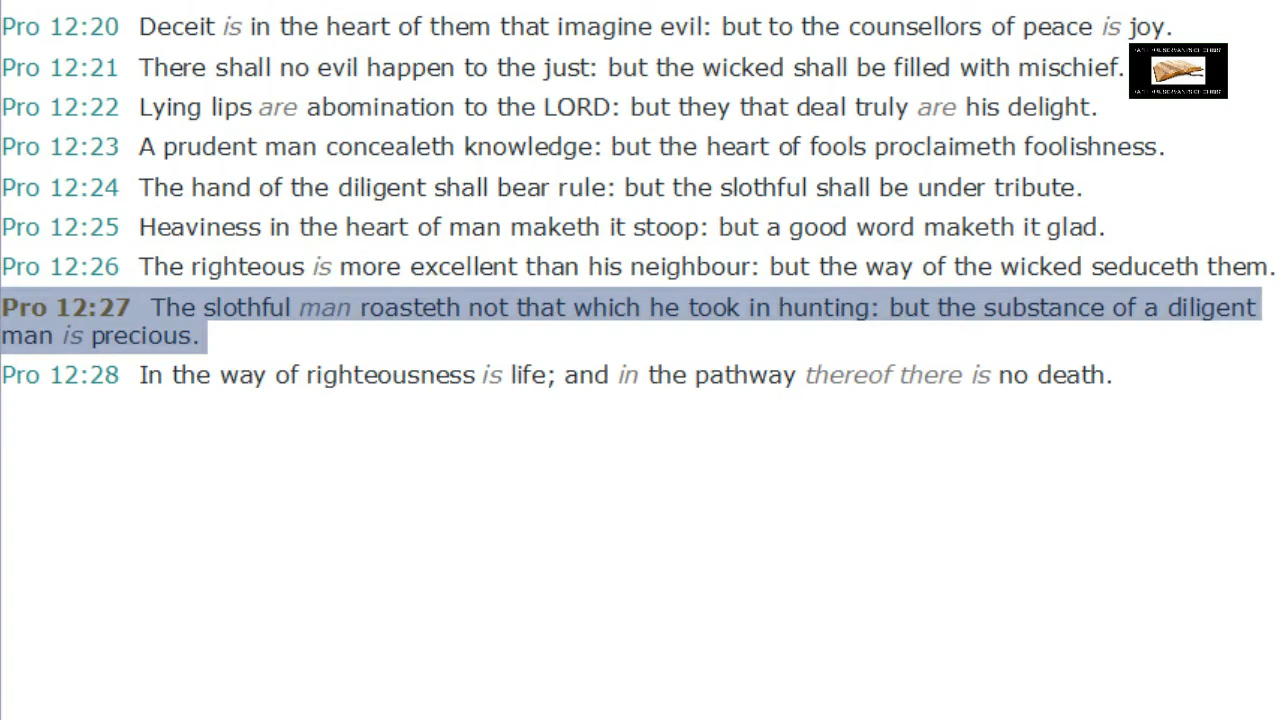 Pro 12:20 Deceit is in the heart of them that imagine evil: but to the counsellors of peace is joy.
Pro 12:21 There shall no evil happen to the just: but the wicked shall be filled with mischief.
Pro 12:22 Lying lips are abomination to the LORD: but they that deal truly are his delight.
Pro 12:23 A prudent man concealeth knowledge: but the heart of fools proclaimeth foolishness.
Pro 12:24 The hand of the diligent shall bear rule: but the slothful shall be under tribute.
Pro 12:25 Heaviness in the heart of man maketh it stoop: but a good word maketh it glad.
Pro 12:26 The righteous is more excellent than his neighbour: but the way of the wicked seduceth them.
Pro 12:27 The slothful man roasteth not that which he took in hunting: but the substance of a diligent
man is precious.
Pro 12:28 In the way of righteousness is life; and in the pathway thereof there is no death.